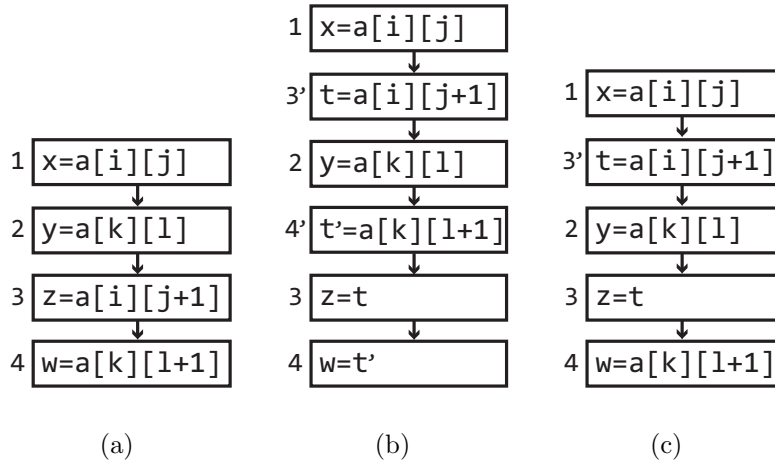 1 x=a[i][j]
2 y=a[k][l]
3 z=a[i][j+1]
4 w=a[k][l+1]
(a)
1 x=a[i][j]
3' t=a[i][j+1]
2 y=a[k][l]
4' t'=a[k][l+1]
3 z=t
4 w=t'
(b)
1 x=a[i][j]
3' t=a[i][j+1]
2 y=a[k][l]
3 z=t
4 w=a[k][l+1]
(c)